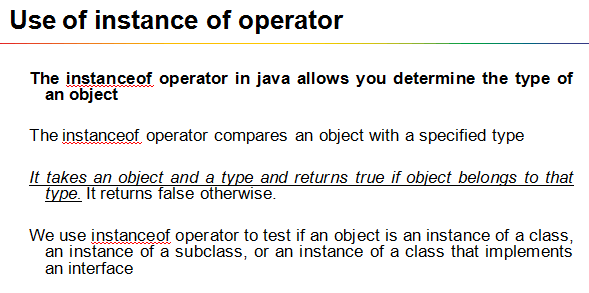 Use of instance of operator
The instanceof operator in java allows you determine the type of
an object
The instanceof operator compares an object with a specified type
It takes an object and a type and returns true if object belongs to that
type. It returns false otherwise.
We use instanceof operator to test if an object is an instance of a class,
an instance of a subclass, or an instance of a class that implements
an interface